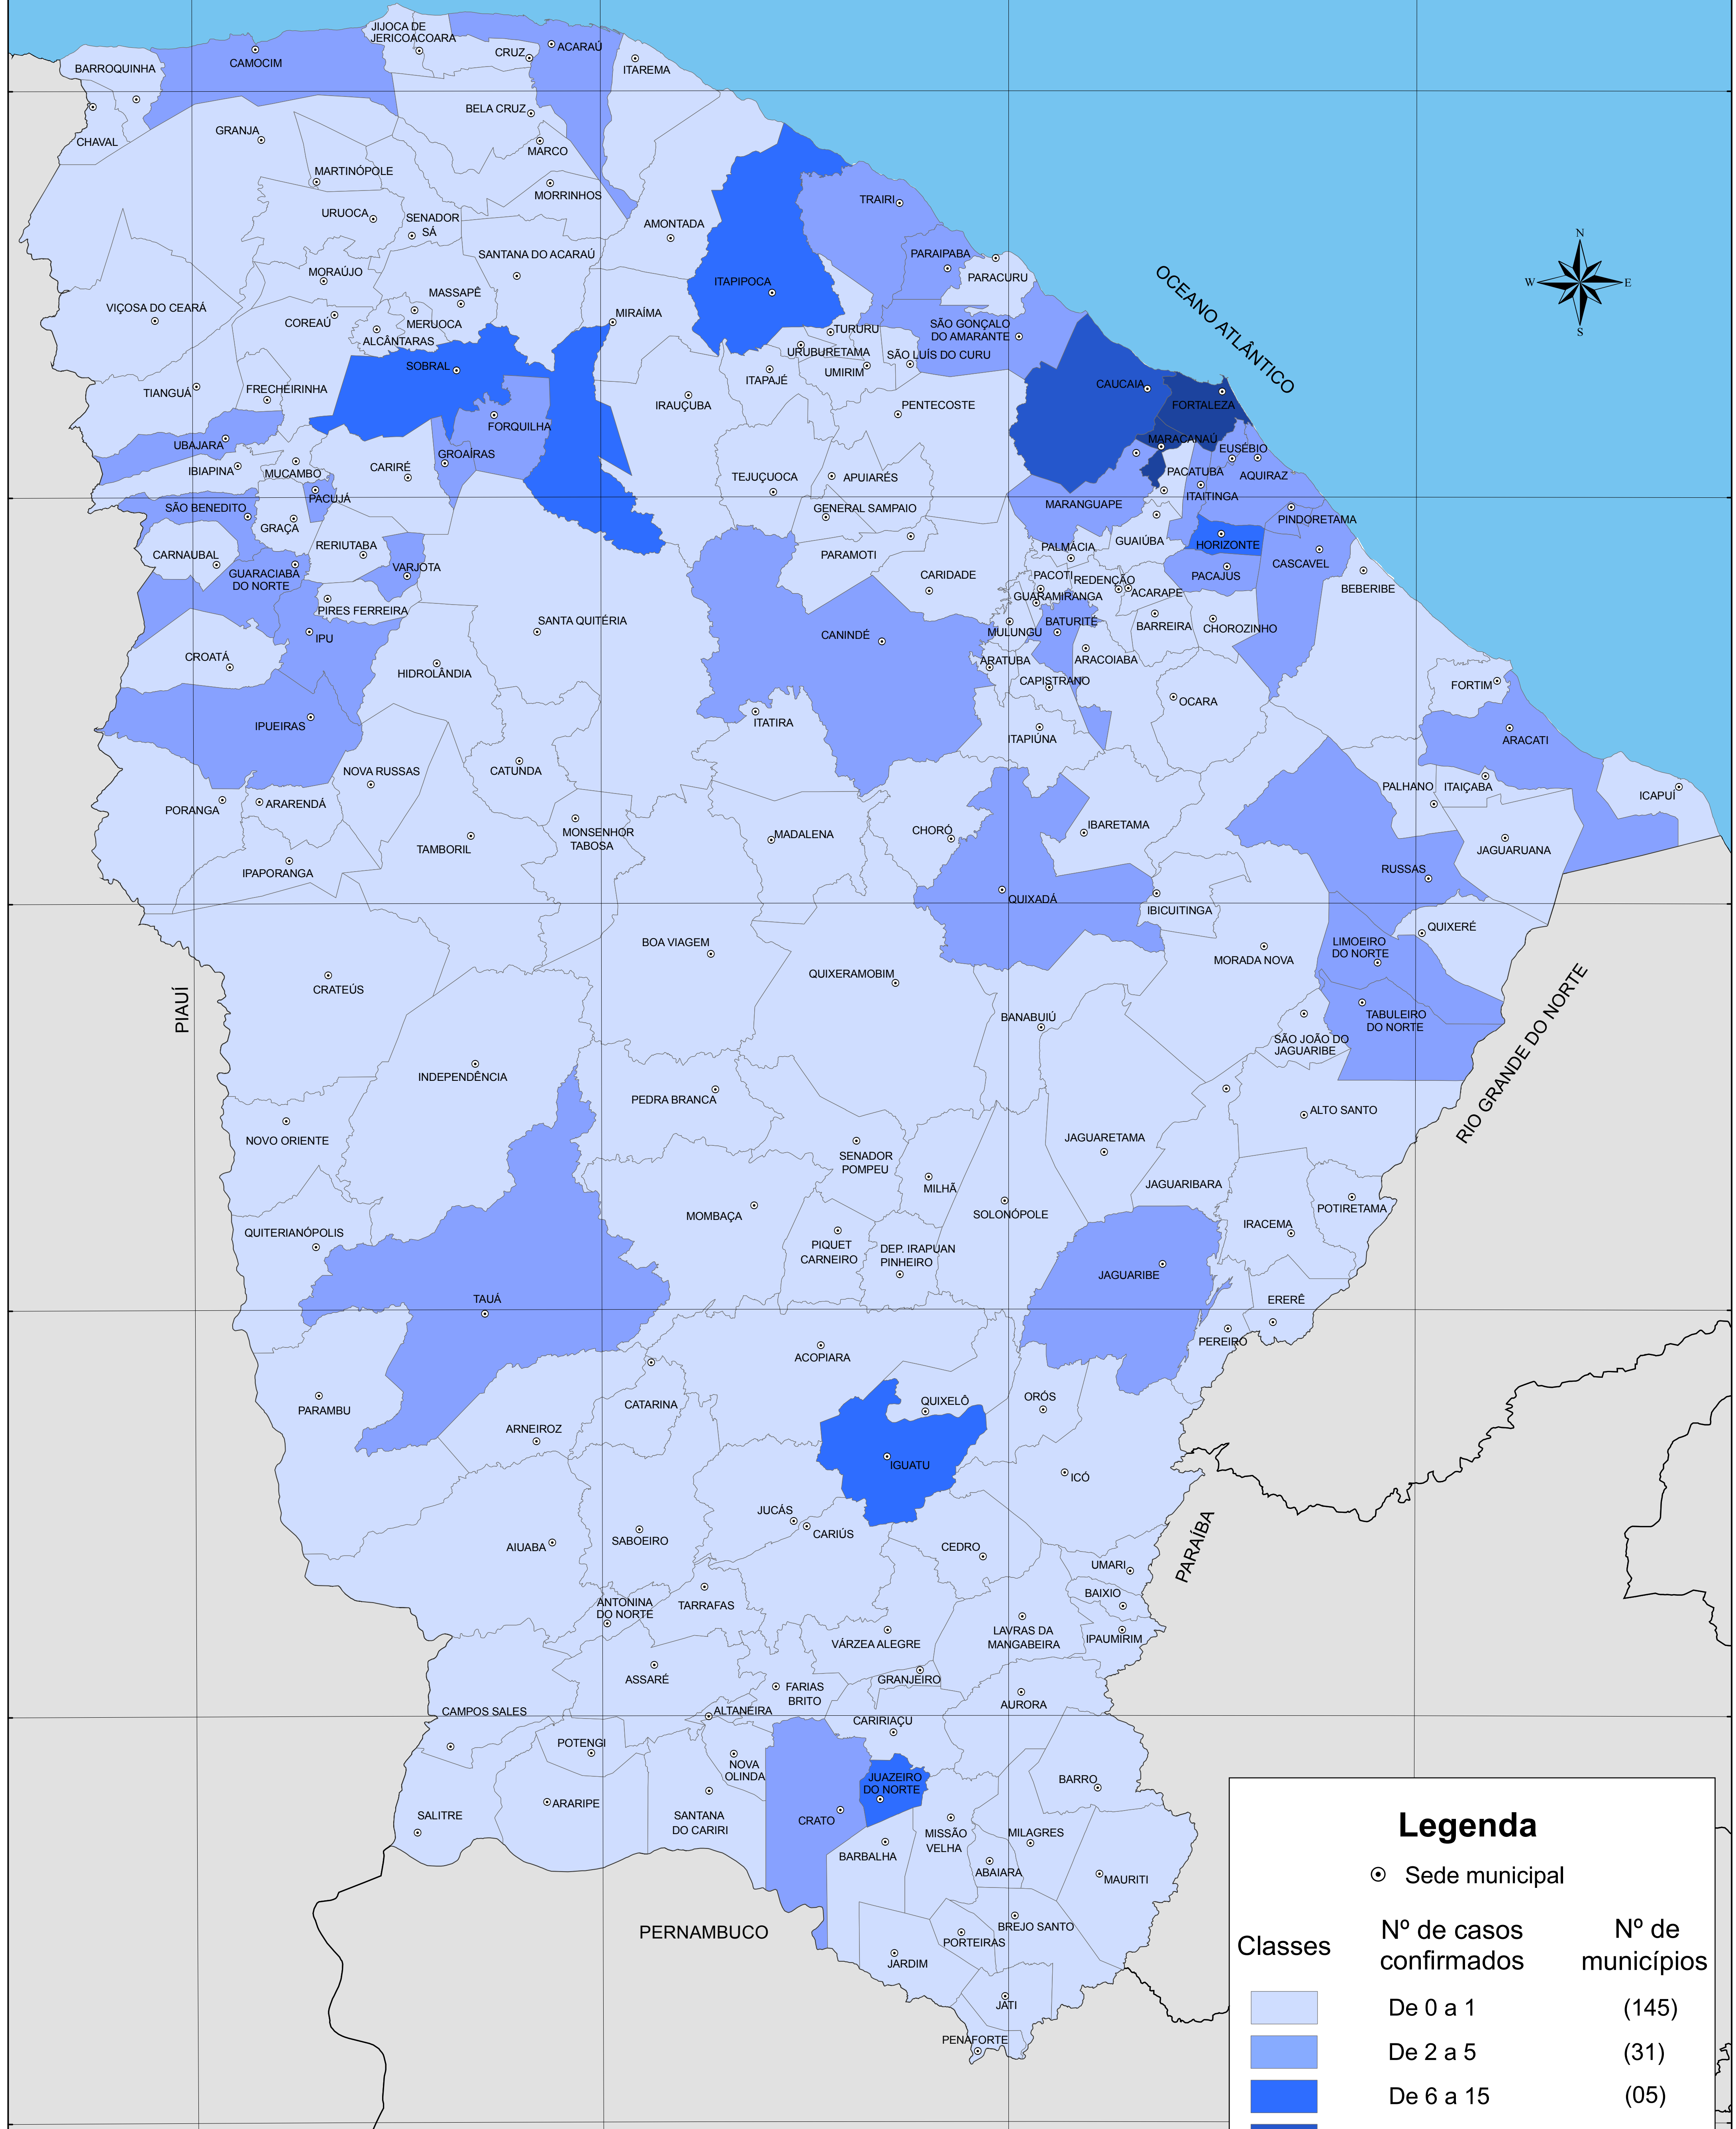 JIJOCA DE
JERICOACOARA
CRUZ
ACARAÚ
ITAREMA
BARROQUINHA
CAMOCIM
BELA CRUZ
CHAVAL
GRANJA
MARCO
MARTINÓPOLE
MORRINHOS
URUOCA
SENADOR
SÁ
AMONTADA
TRAIRI
SANTANA DO ACARAÚ
PARAIPABA
PARACURU
MORAÚJO
ITAPIPOCA
OCEANO ATLÂNTICO
N
W
E
S
VIÇOSA DO CEARÁ
MASSAPÊ
COREAÚ
MERUOCA
ALCÂNTARAS
MIRAÍMA
TURURU
SÃO GONÇALO
DO AMARANTE
URUBURETAMA
SÃO LUÍS DO CURU
UMIRIM
SOBRAL
ITAPAJÉ
TIANGUÁ
FRECHEIRINHA
IRAUÇUBA
PENTECOSTE
CAUCAIA
FORTALEZA
UBAJARA
FORQUILHA
MARACANAÚ
EUSÉBIO
IBIAPINA
MUCAMBO
CARIRÉ
GROAÍRAS
TEJUÇUOCA
APUIARÉS
PACATUBA
AQUIRAZ
PACUJÁ
ITAITINGA
SÃO BENEDITO
GRAÇA
GENERAL SAMPAIO
MARANGUAPE
PINDORETAMA
CARNAUBAL
RERIUTABA
VARJOTA
PARAMOTI
PALMÁCIA
GUAIÚBA
HORIZONTE
GUARACIABA
DO NORTE
CARIDADE
PACOTI
REDENÇÃO
PACAJUS
CASCAVEL
BEBERIBE
PIRES FERREIRA
GUARAMIRANGA
ACARAPE
IPU
SANTA QUITÉRIA
CANINDÉ
MULUNGU
BATURITÉ
BARREIRA
CHOROZINHO
CROATÁ
HIDROLÂNDIA
ARATUBA
ARACOIABA
CAPISTRANO
FORTIM
IPUEIRAS
ITATIRA
ITAPIÚNA
OCARA
ARACATI
NOVA RUSSAS
CATUNDA
PORANGA
ARARENDÁ
PALHANO
ITAIÇABA
ICAPUÍ
TAMBORIL
MONSENHOR
TABOSA
MADALENA
CHORÓ
IBARETAMA
JAGUARUANA
IPAPORANGA
RUSSAS
QUIXADÁ
IBICUITINGA
QUIXERÉ
BOA VIAGEM
LIMOEIRO
DO NORTE
MORADA NOVA
CRATEÚS
QUIXERAMOBIM
PIAUÍ
BANABUIÚ
TABULEIRO
DO NORTE
SÃO JOÃO DO
JAGUARIBE
RIO GRANDE DO NORTE
INDEPENDÊNCIA
PEDRA BRANCA
ALTO SANTO
NOVO ORIENTE
JAGUARETAMA
SENADOR
POMPEU
MILHÃ
JAGUARIBARA
POTIRETAMA
MOMBAÇA
SOLONÓPOLE
IRACEMA
QUITERIANÓPOLIS
PIQUET
CARNEIRO
DEP. IRAPUAN
PINHEIRO
JAGUARIBE
TAUÁ
ERERÊ
PEREIRO
ACOPIARA
PARAMBU
CATARINA
QUIXELÔ
ORÓS
ARNEIROZ
IGUATU
ICÓ
JUCÁS
CARIÚS
AIUABA
SABOEIRO
CEDRO
PARAÍBA
UMARI
BAIXIO
ANTONINA
DO NORTE
TARRAFAS
VÁRZEA ALEGRE
LAVRAS DA
MANGABEIRA
IPAUMIRIM
ASSARÉ
FARIAS
BRITO
GRANJEIRO
AURORA
CAMPOS SALES
ALTANEIRA
CARIRIAÇU
POTENGI
NOVA
OLINDA
JUAZEIRO
DO NORTE
BARRO
SALITRE
ARARIPE
SANTANA
DO CARIRI
CRATO
MISSÃO
VELHA
MILAGRES
BARBALHA
ABAIARA
MAURITI
PERNAMBUCO
BREJO SANTO
PORTEIRAS
JARDIM
JATI
PENAFORTE
Legenda
Sede municipal
Classes
Nº de casos
confirmados
Nº de
municípios
De 0 a 1
(145)
De 2 a 5
(31)
De 6 a 15
(05)